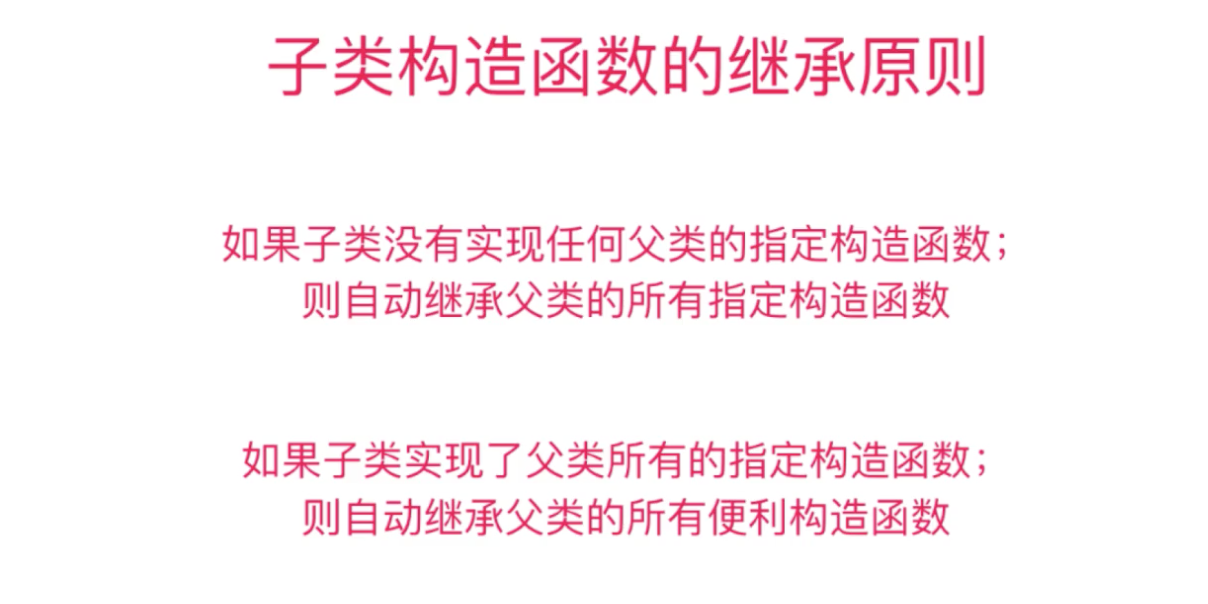 子类构造函数的继承原则
如果子类没有实现任何父类的指定构造函数；
则自动继承父类的所有指定构造函数
如果子类实现了父类所有的指定构造函数；
则自动继承父类的所有便利构造函数